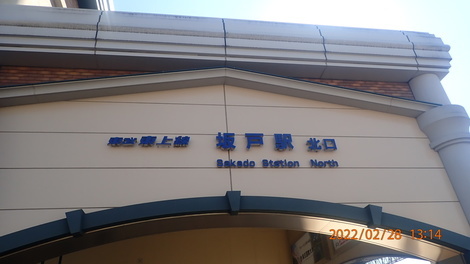 東武 東上線 坂戸駅 北口
Sakado Station North
2022/02/28 13:14